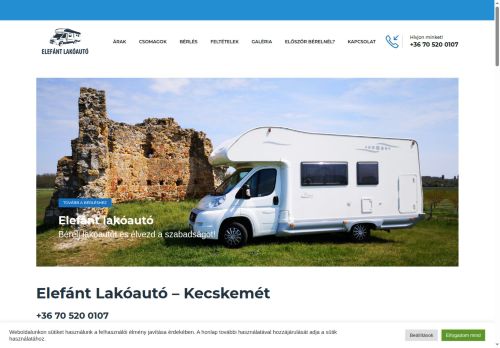 ELEFÁNT LAKÓAUTÓ
ÁRAK
CSOMAGOK
BÉRLÉS
FELTÉTELEK
GALÉRIA
ELŐSZÖR BÉRELNÉL?
KAPCSOLAT
Hívjon minket!
+36 70 520 0107
TOVÁBB A BÉRLÉSHEZ
Elefánt lakóautó
Bérelj lakóautót és élvezd a szabadságot!
Elefánt Lakóautó – Kecskemét
+36 70 520 0107
Weboldalunkon sütiket használunk a felhasználói élmény javítása érdekében. A honlap további használatával hozzájárulását adja a sütik
használatához.
Beállítások
Elfogadom mind